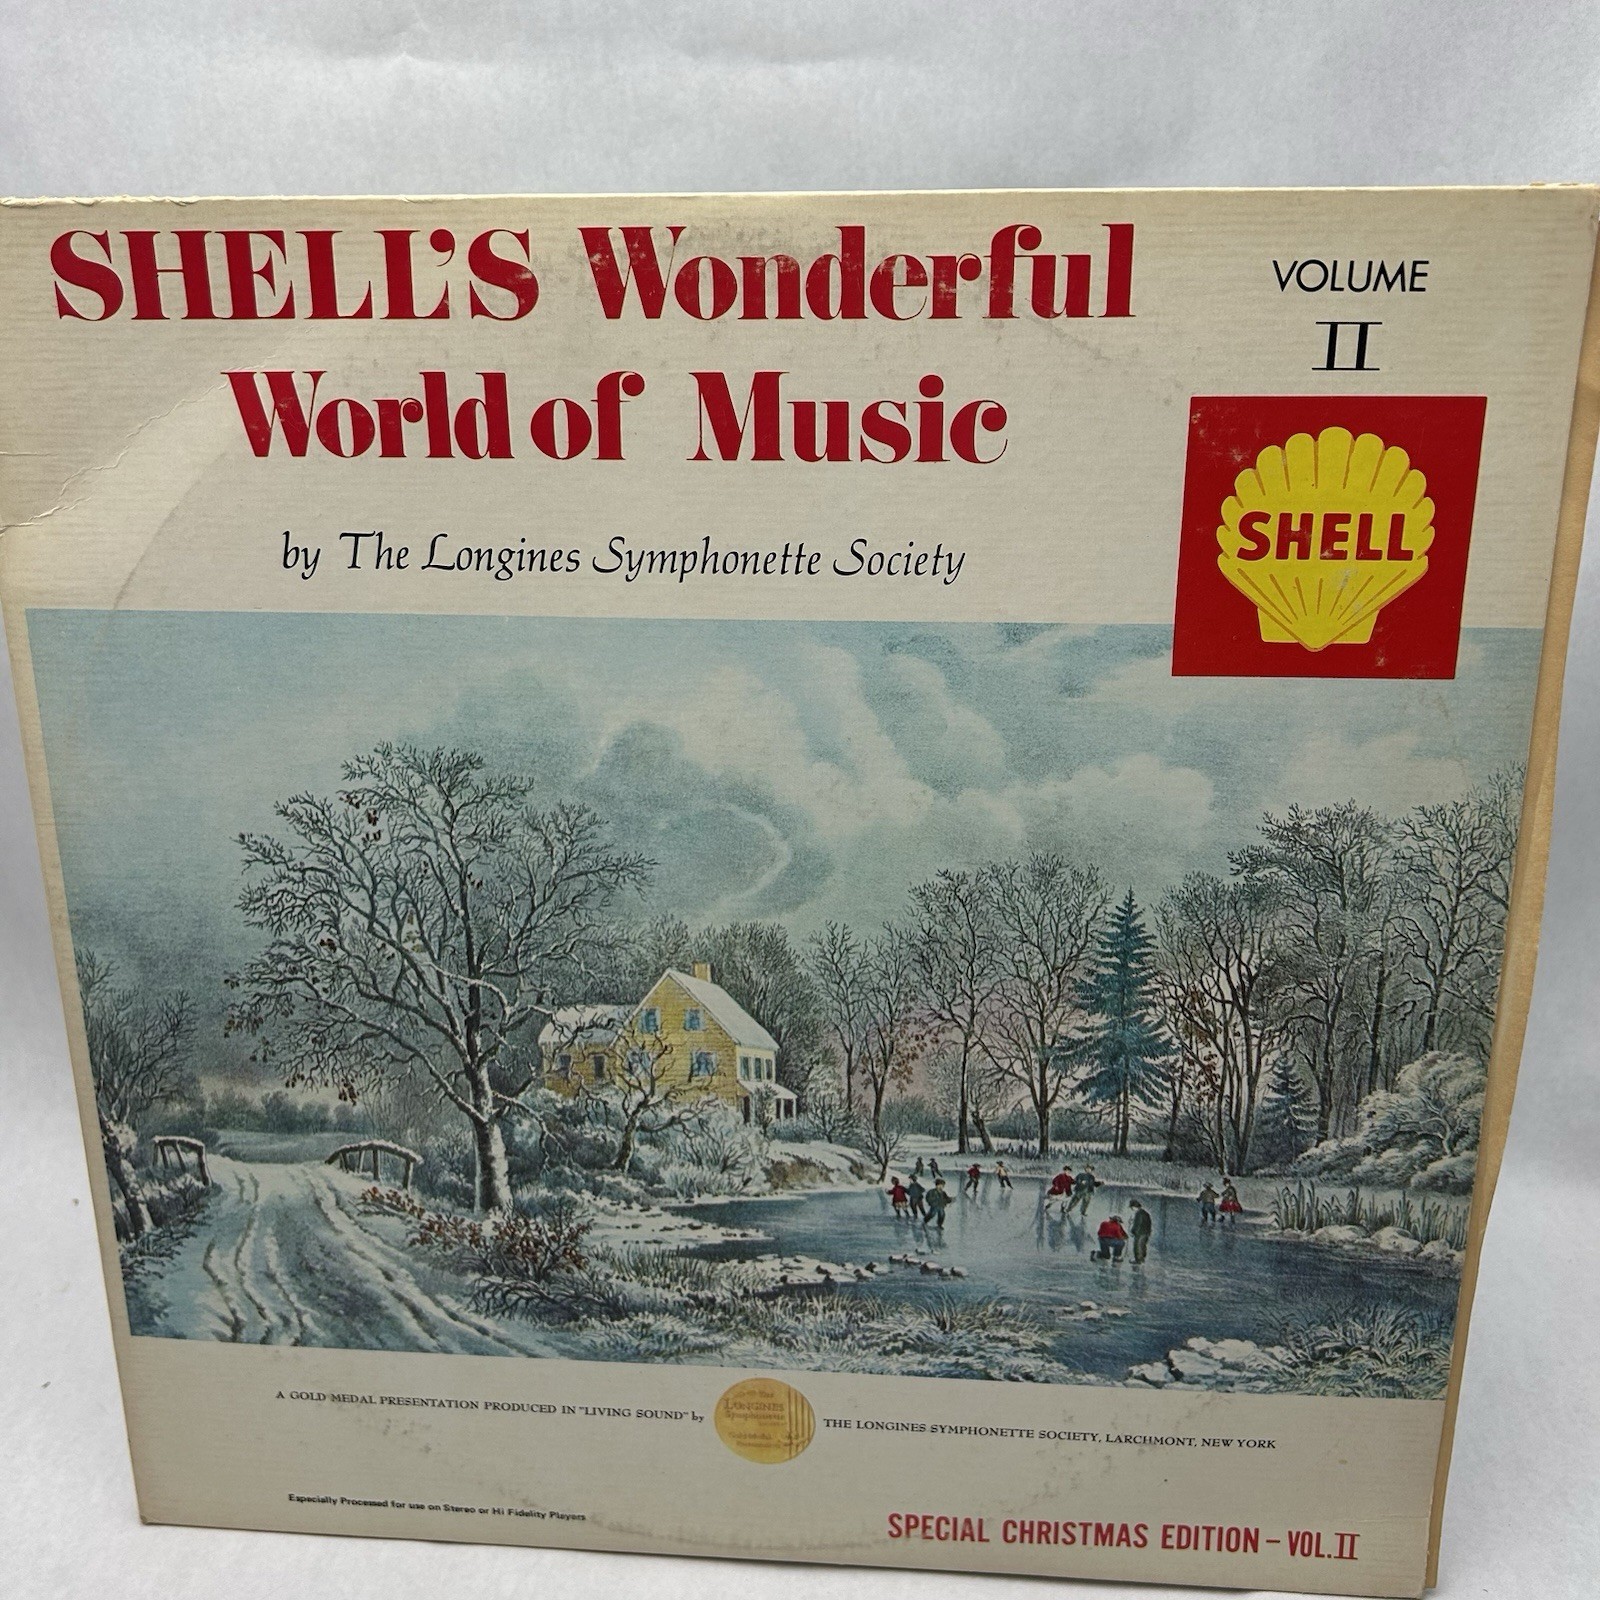 SHELL'S Wonderful
World of Music
VOLUME
II
SHELL
by The Longines Symphonette Society
A GOLD MEDAL PRESENTATION PRODUCED IN "LIVING SOUND" by
LONGINES
Symphonette
THE LONGINES SYMPHONETTE SOCIETY, LARCHMONT, NEW YORK
Especially Processed for use on Stereo or Hi Fidelity Players
SPECIAL CHRISTMAS EDITION - VOL. II